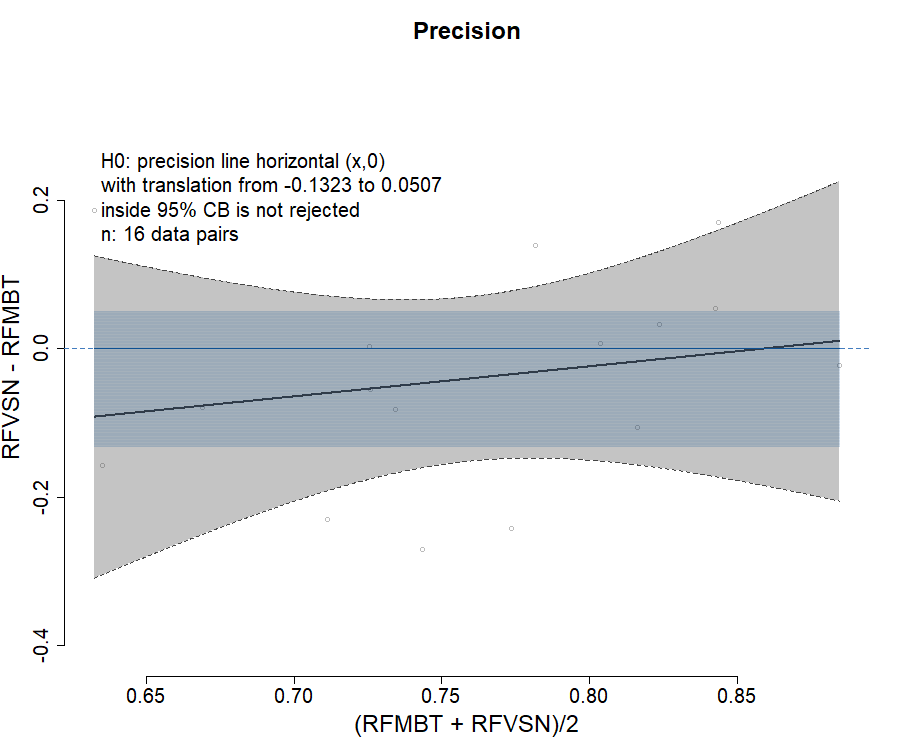 Precision
H0: precision line horizontal (x,0)
with translation from -0.1323 to 0.0507
inside 95% CB is not rejected
n: 16 data pairs
RFVSN - RFMBT
0.2
0.0
-0.2
-0.4
0.65 0.70 0.75 0.80 0.85
(RFMBT + RFVSN)/2